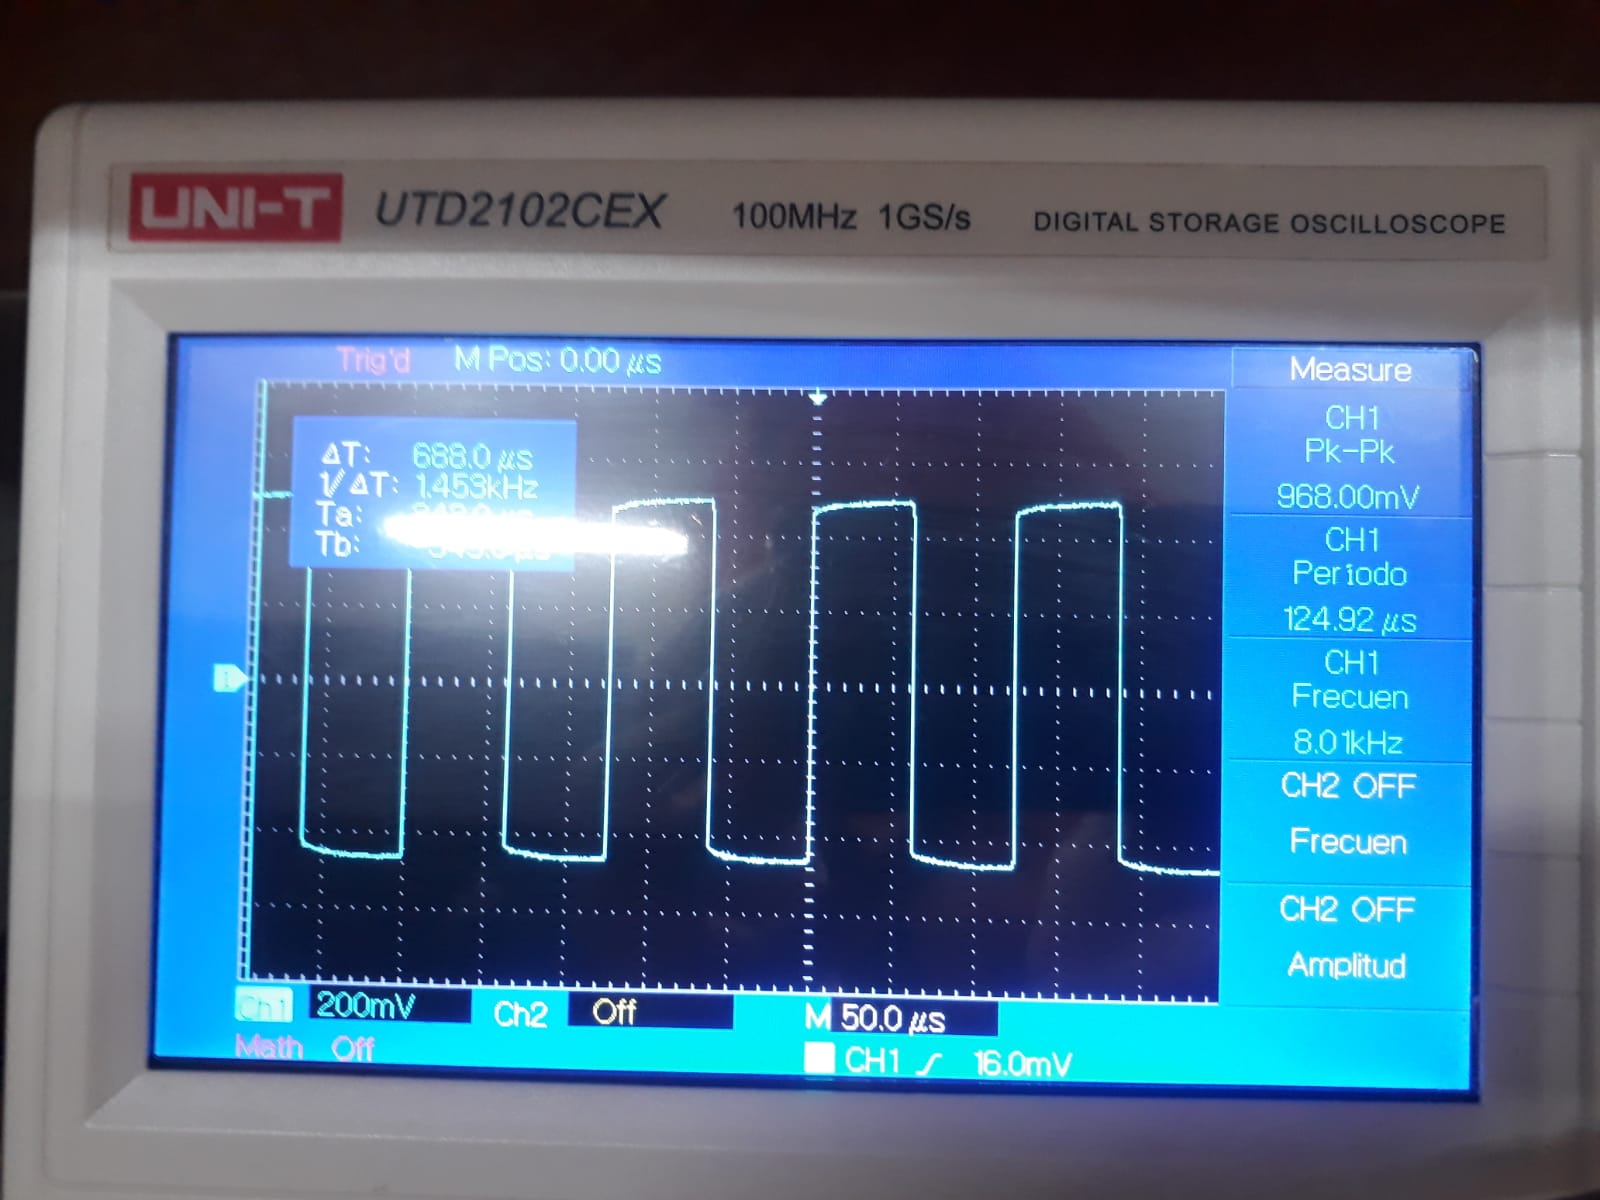 UNI-T UTD2102CEX 100MHz 1GS/s DIGITAL STORAGE OSCILLOSCOPE
Trig'd M Pos: 0.00 µs
Measure
CH1
Pk-Pk
968.00mV
CH1
Período
124.92 µs
CH1
Frecuen
8.01kHz
CH2 OFF
Frecuen
CH2 OFF
Amplitud
ΔT: 688.0 µs
1/ΔT: 1.453kHz
Ta:
Tb:
1
Ch1 200mV Ch2 Off M 50.0 µs
Math Off CH1 16.0mV